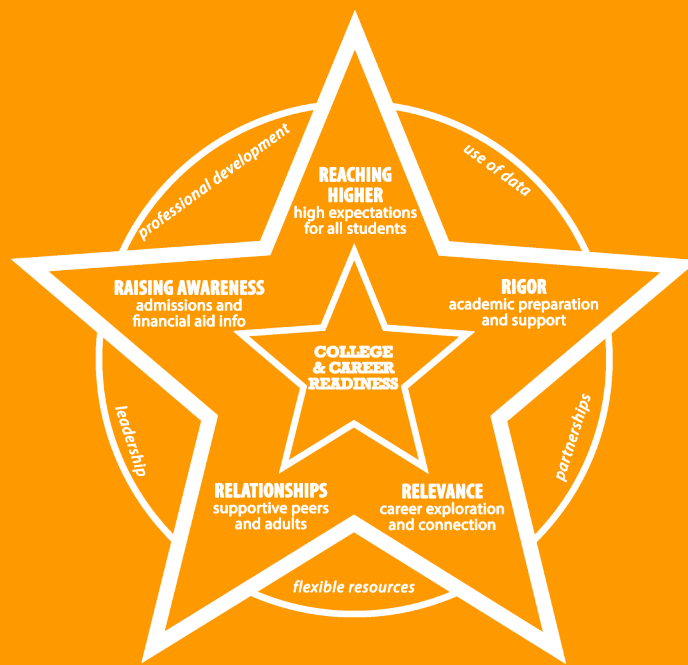 professional development
use of data
REACHING
HIGHER
high expectations
for all students
RAISING AWARENESS
admissions and
financial aid info
RIGOR
academic preparation
and support
COLLEGE
& CAREER
READINESS
leadership
partnerships
RELATIONSHIPS
supportive peers
and adults
RELEVANCE
career exploration
and connection
flexible resources